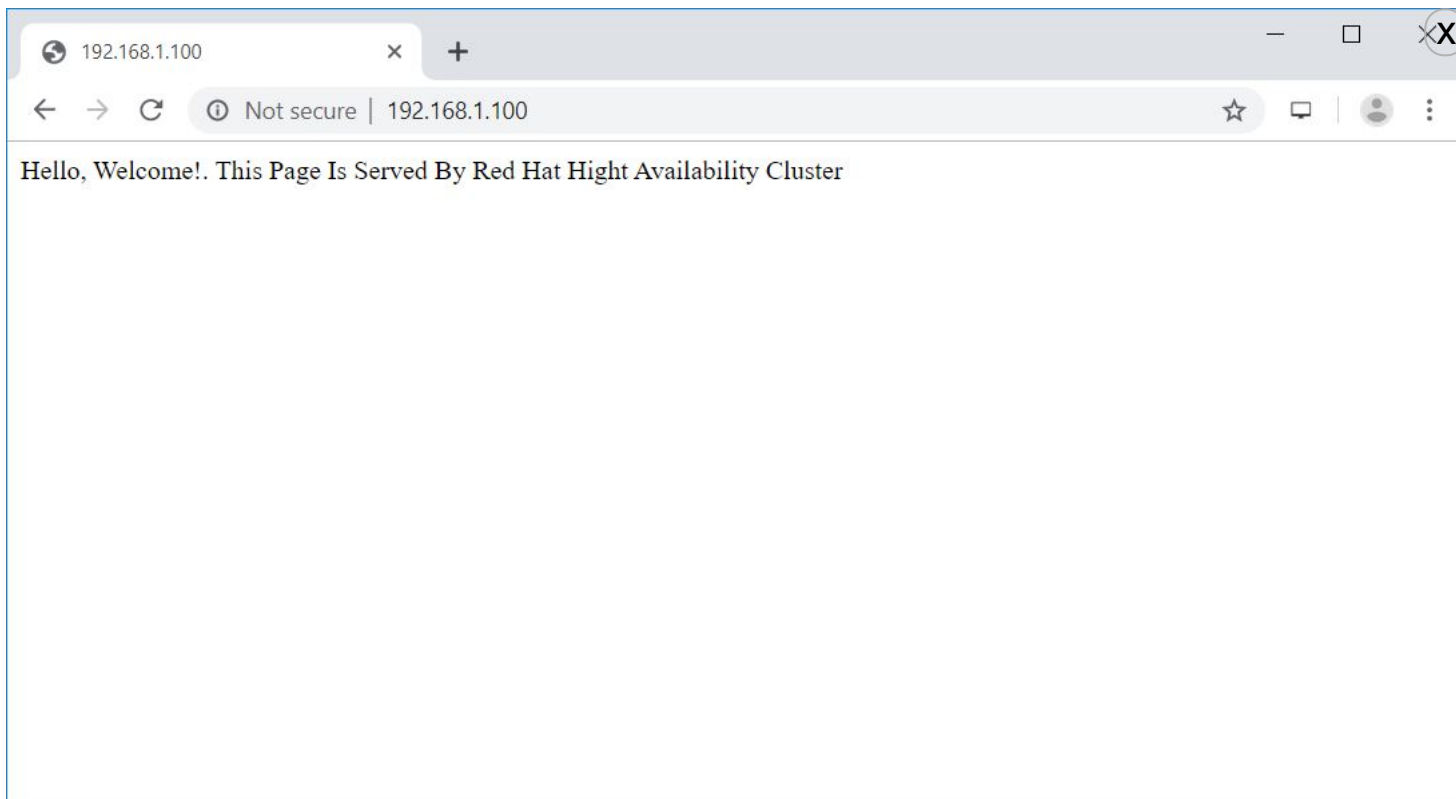 192.168.1.100
Not secure | 192.168.1.100
Hello, Welcome!. This Page Is Served By Red Hat Hight Availability Cluster
X